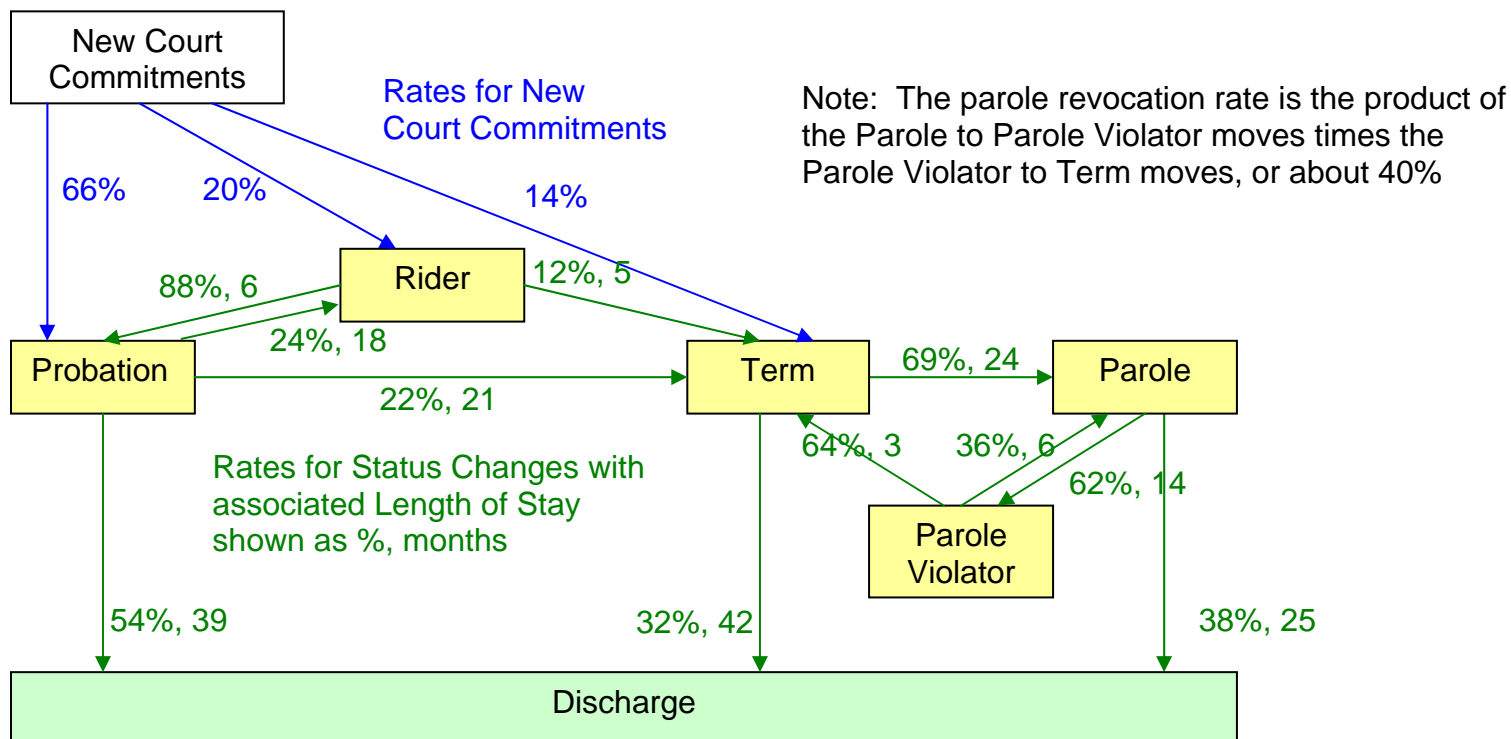 New Court
Commitments
Rates for New
Court Commitments
Note:  The parole revocation rate is the product of
the Parole to Parole Violator moves times the
Parole Violator to Term moves, or about 40%
66%
20%
14%
Rider
88%, 6
12%, 5
24%, 18
Probation
Term
Parole
69%, 24
22%, 21
64%, 3
36%, 6
62%, 14
Rates for Status Changes with
associated Length of Stay
shown as %, months
Parole
Violator
54%, 39
32%, 42
38%, 25
Discharge